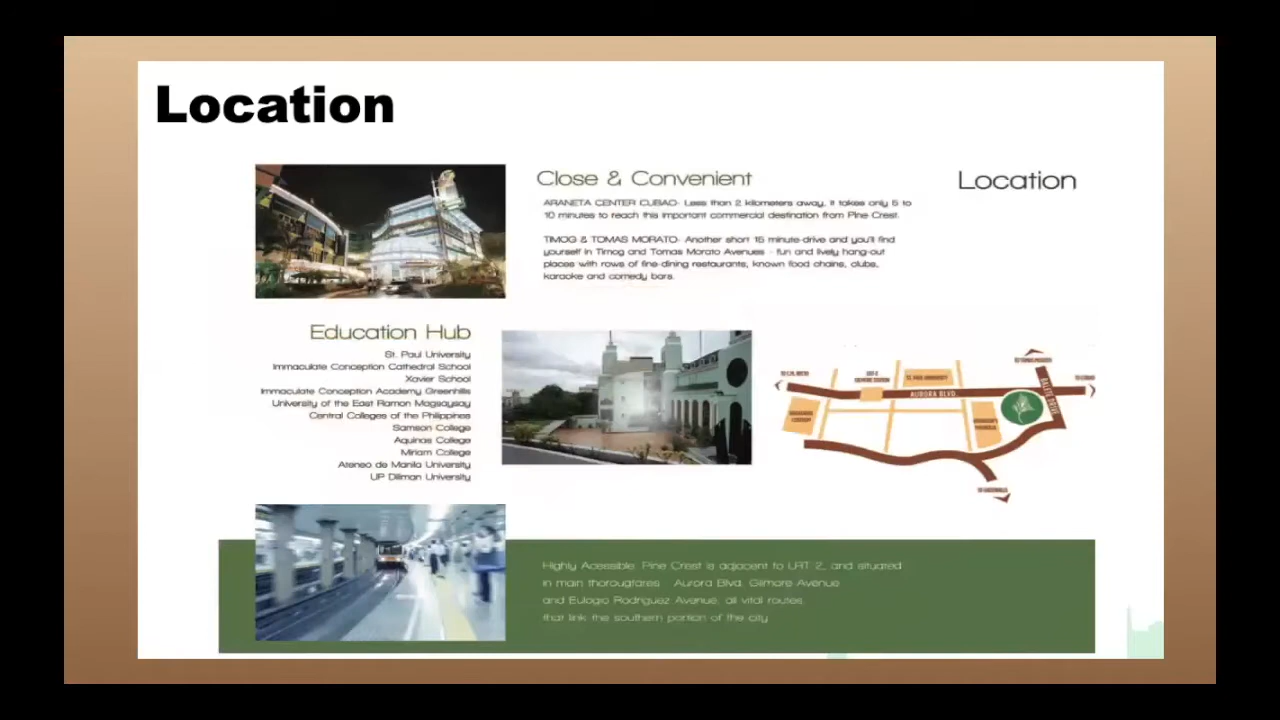 Location
Close & Convenient
Location
ARANETA CENTER CUBAO- Less than 2 kilometers away, it takes only 5 to
10 minutes to reach this important commercial destination from Pine Crest.
TIMOG & TOMAS MORATO- Another short 15 minute-drive and you'll find
yourself in Timog and Tomas Morato Avenues - fun and lively hang-out
places with rows of fine-dining restaurants, known food chains, clubs,
karaoke and comedy bars.
Education Hub
St. Paul University
Immaculate Conception Cathedral School
Xavier School
Immaculate Conception Academy Greenhills
University of the East Ramon Magsaysay
Central Colleges of the Philippines
Samson College
Aquinas College
Miriam College
Ateneo de Manila University
UP Diliman University
ST. PAUL UNIVERSITY
AURORA BLVD.
Highly Acessible. Pine Crest is adjacent to LRT 2, and situated
in main thorougfares - Aurora Blvd. Gilmore Avenue
and Eulogio Rodriguez Avenue, all vital routes,
that link the southern portion of the city